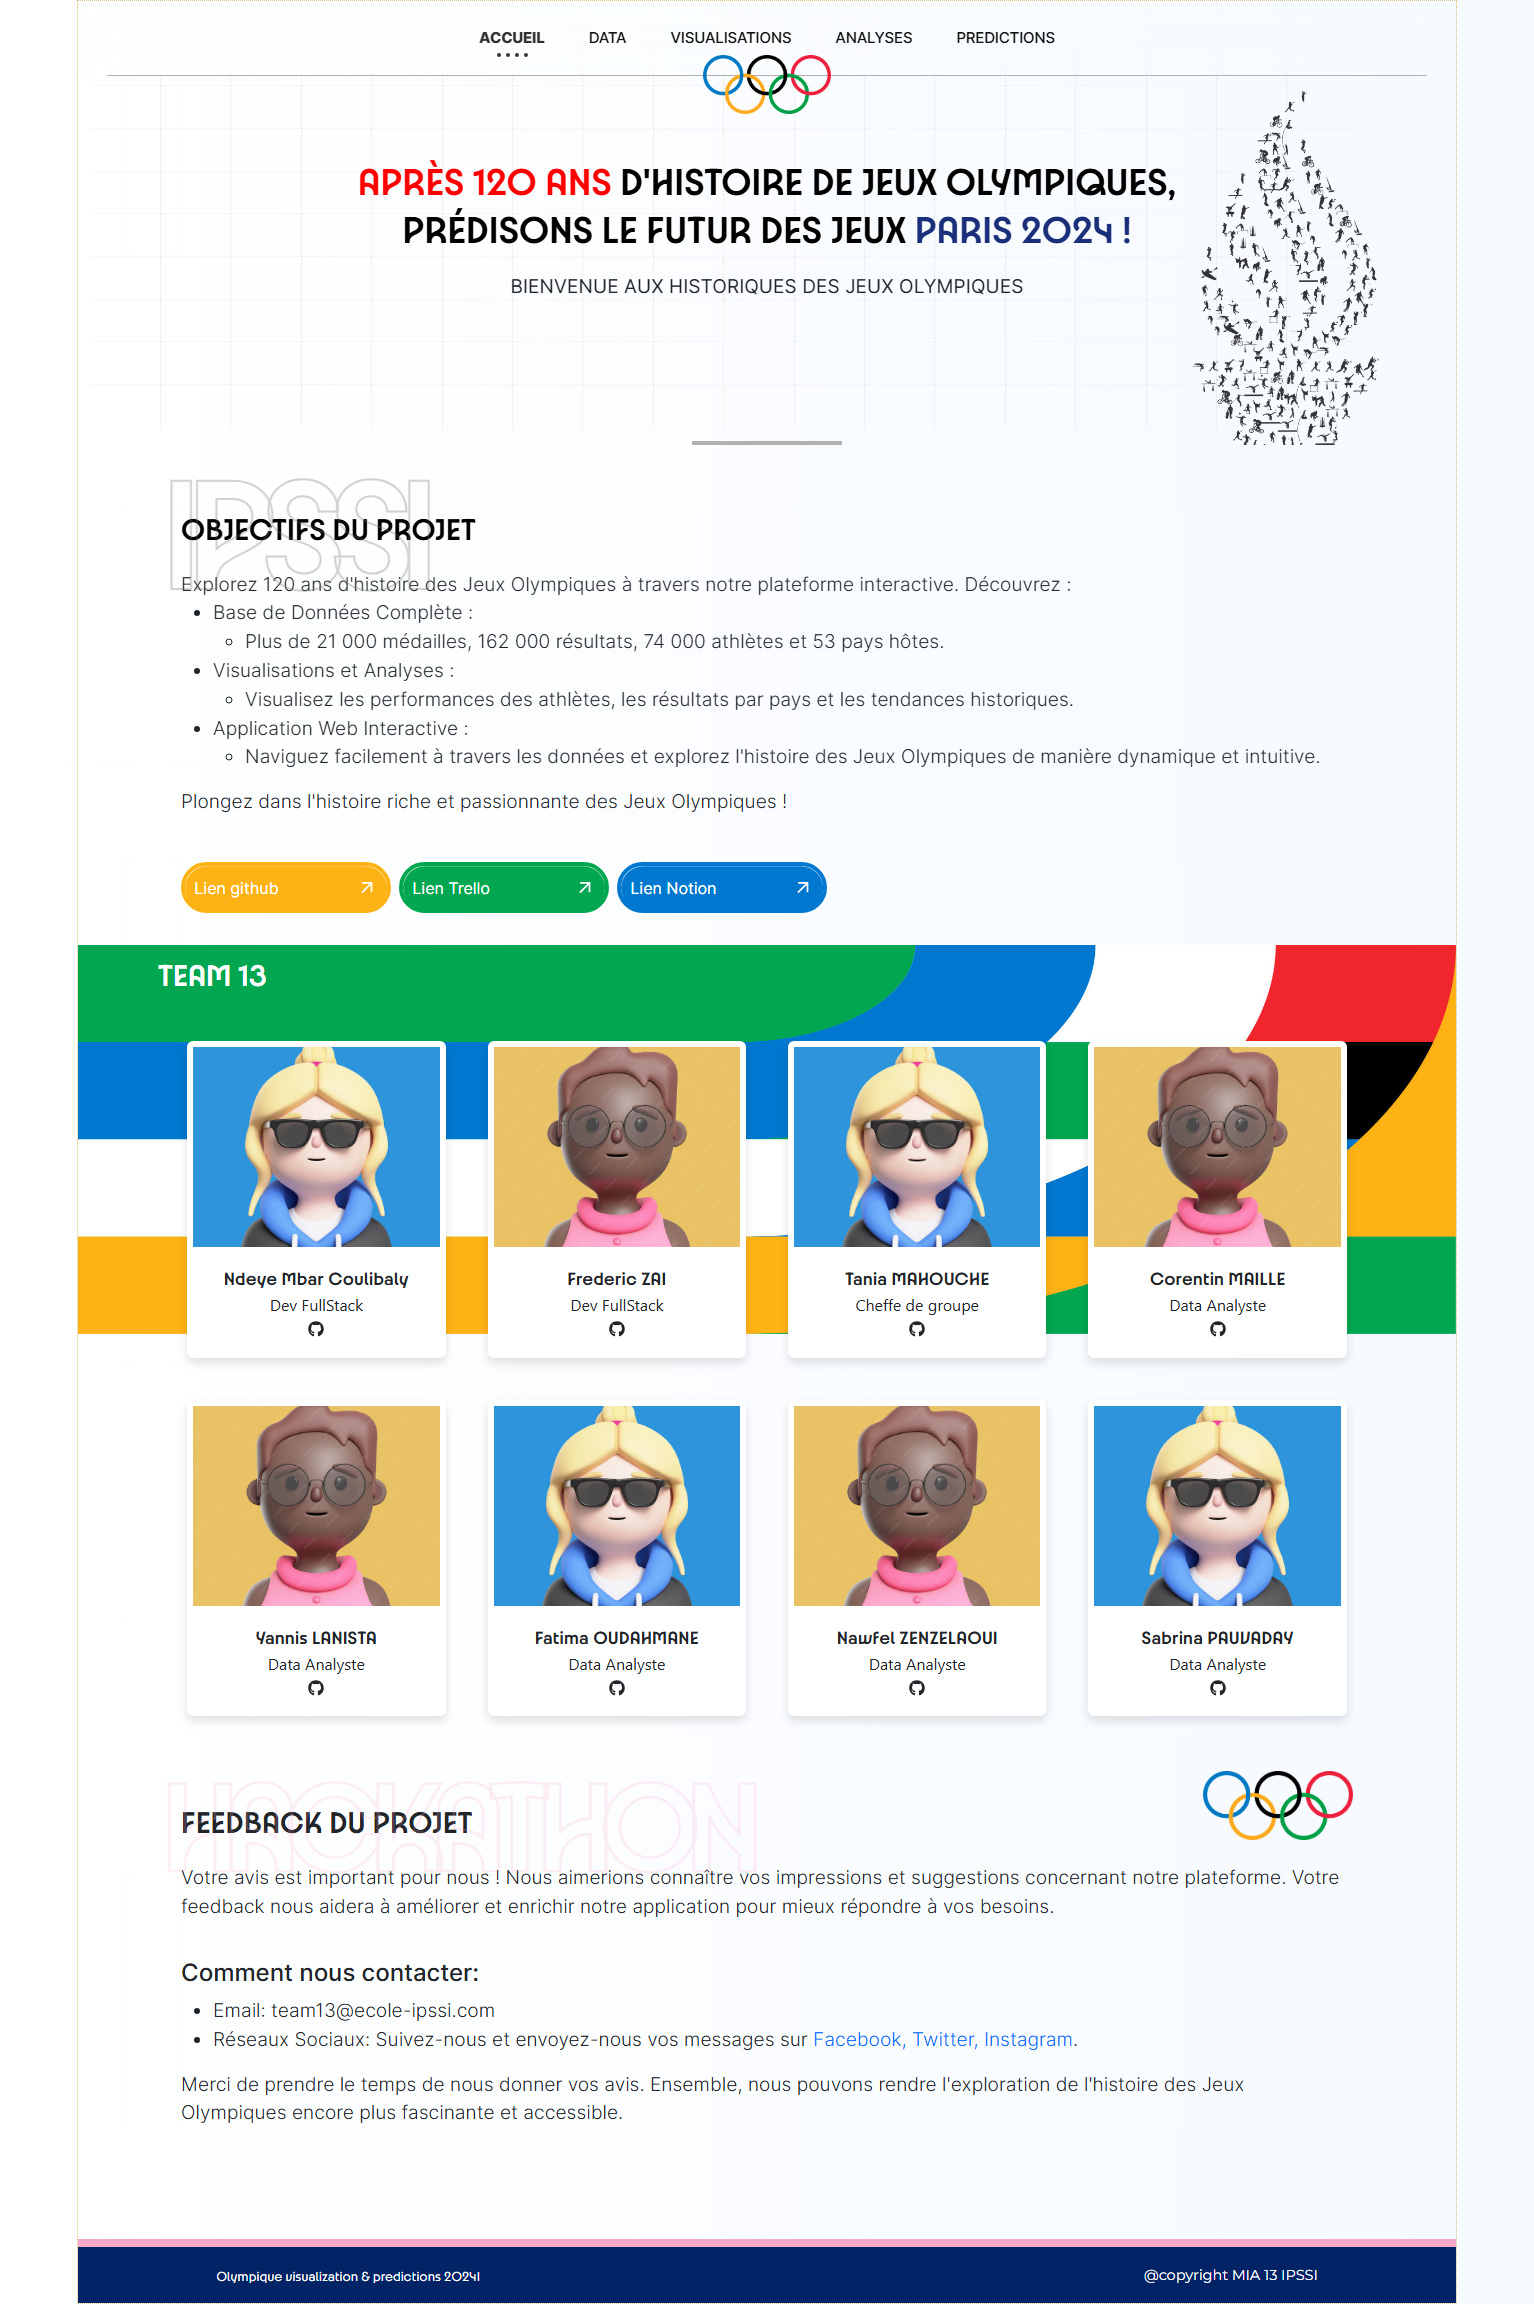 ACCUEIL DATA VISUALISATIONS ANALYSES PREDICTIONS
APRÈS 120 ANS D'HISTOIRE DE JEUX OLYMPIQUES,
PRÉDISONS LE FUTUR DES JEUX PARIS 2024 !
BIENVENUE AUX HISTORIQUES DES JEUX OLYMPIQUES
IPSSI
OBJECTIFS DU PROJET
Explorez 120 ans d'histoire des Jeux Olympiques à travers notre plateforme interactive. Découvrez :
Base de Données Complète :
Plus de 21 000 médailles, 162 000 résultats, 74 000 athlètes et 53 pays hôtes.
Visualisations et Analyses :
Visualisez les performances des athlètes, les résultats par pays et les tendances historiques.
Application Web Interactive :
Naviguez facilement à travers les données et explorez l'histoire des Jeux Olympiques de manière dynamique et intuitive.
Plongez dans l'histoire riche et passionnante des Jeux Olympiques !
Lien github Lien Trello Lien Notion
TEAM 13
Ndeye Mbar Coulibaly Frederic ZAI Tania MAHOUCHE Corentin MAILLE
Dev FullStack Dev FullStack Cheffe de groupe Data Analyste
Yannis LANISTA Fatima OUDAHMANE Nawfel ZENZELAOUI Sabrina PAUVADAY
Data Analyste Data Analyste Data Analyste Data Analyste
HACKATHON
FEEDBACK DU PROJET
Votre avis est important pour nous ! Nous aimerions connaître vos impressions et suggestions concernant notre plateforme. Votre
feedback nous aidera à améliorer et enrichir notre application pour mieux répondre à vos besoins.
Comment nous contacter:
Email: team13@ecole-ipssi.com
Réseaux Sociaux: Suivez-nous et envoyez-nous vos messages sur Facebook, Twitter, Instagram.
Merci de prendre le temps de nous donner vos avis. Ensemble, nous pouvons rendre l'exploration de l'histoire des Jeux
Olympiques encore plus fascinante et accessible.
Olympique visualization & predictions 2024! @copyright MIA 13 IPSSI